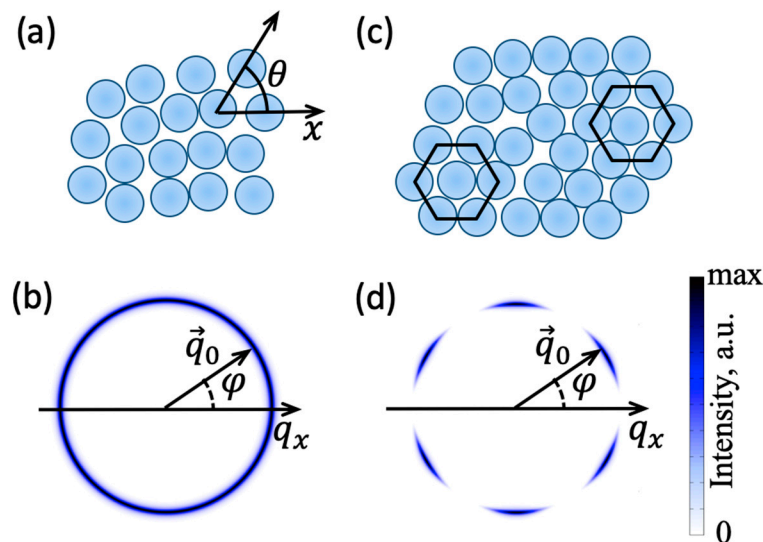 (a)
θ
x
(c)
(b)
q⃗₀
φ
qₓ
(d)
q⃗₀
φ
qₓ
max
Intensity, a.u.
0